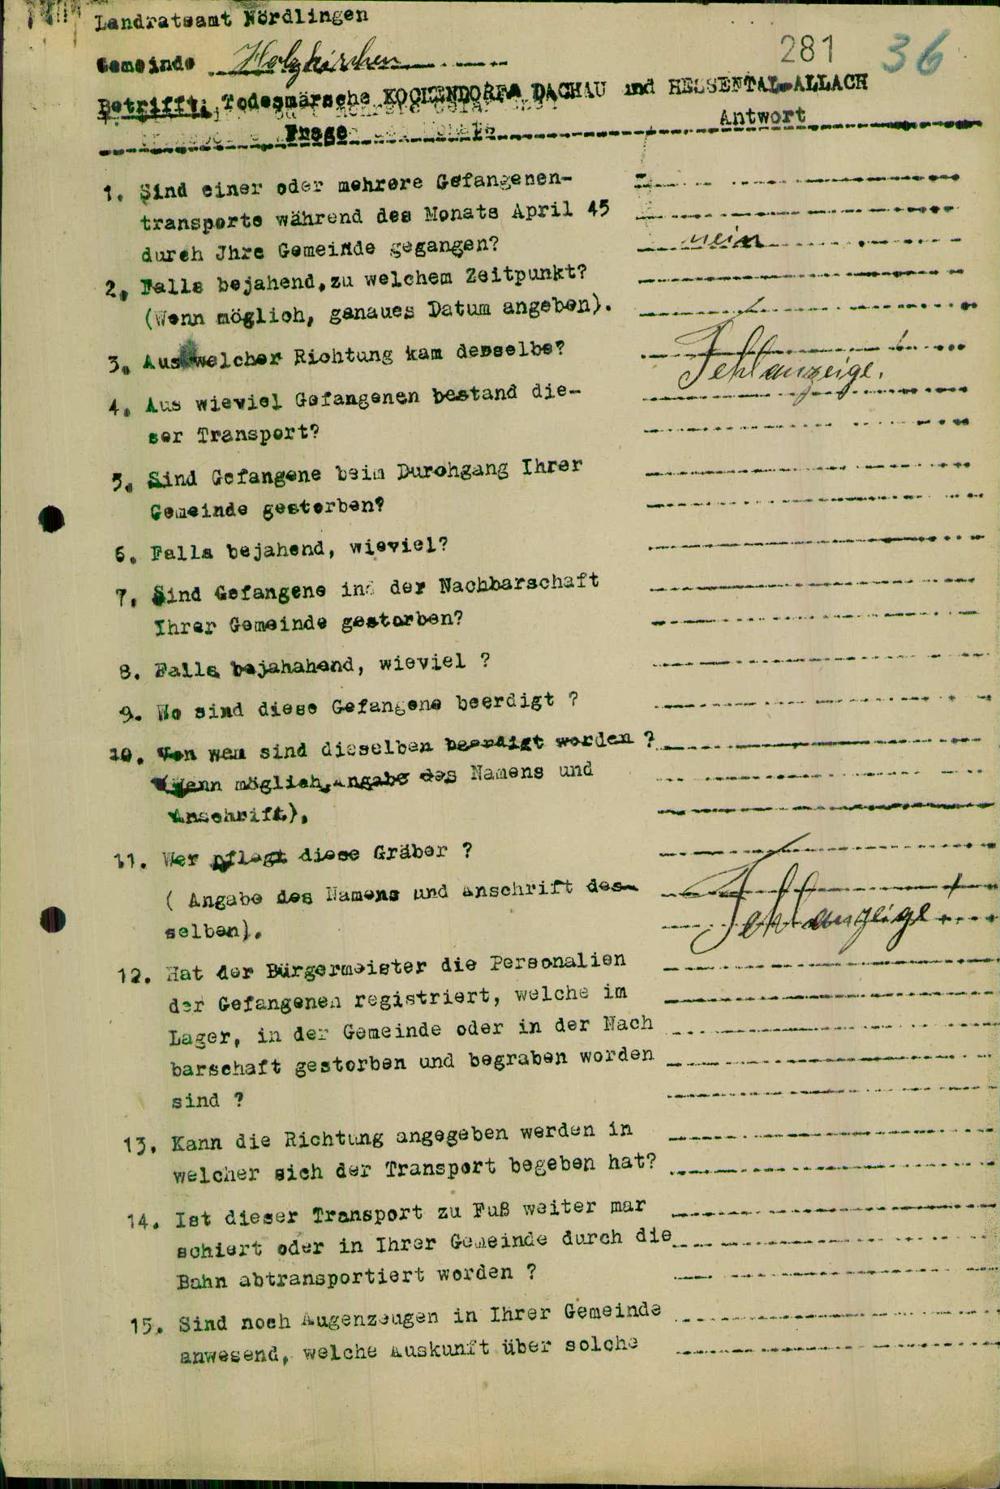 Landratsamt Nördlingen
281 36
Gemeinde Holzkirchen
Betrifft: Todesmärsche KOCHENDORF-DACHAU und HESSENTAL-ALLACH
Frage Antwort
1. Sind einer oder mehrere Gefangenen-
transporte während des Monats April 45
durch Jhre Gemeinde gegangen? nein
2. Falls bejahend, zu welchem Zeitpunkt?
(Wenn möglich, genaues Datum angeben).
3. Aus welcher Richtung kam derselbe? Fehlanzeige.
4. Aus wieviel Gefangenen bestand die-
ser Transport?
5. Sind Gefangene beim Durchgang Ihrer
Gemeinde gestorben?
6. Falls bejahend, wieviel?
7. Sind Gefangene in der Nachbarschaft
Ihrer Gemeinde gestorben?
8. Falls bejahahend, wieviel ?
9. Wo sind diese Gefangene beerdigt ?
10. Von wem sind dieselben beerdigt worden ?
(Wenn möglich, Angabe des Namens und
Anschrift),
11. Wer pflegt diese Gräber ?
( Angabe des Namens und Anschrift des- Fehlanzeige
selben).
12. Hat der Bürgermeister die Personalien
der Gefangenen registriert, welche im
Lager, in der Gemeinde oder in der Nach
barschaft gestorben und begraben worden
sind ?
13. Kann die Richtung angegeben werden in
welcher sich der Transport begeben hat?
14. Ist dieser Transport zu Fuß weiter mar
schiert oder in Ihrer Gemeinde durch die
Bahn abtransportiert worden ?
15. Sind noch Augenzeugen in Ihrer Gemeinde
anwesend, welche Auskunft über solche